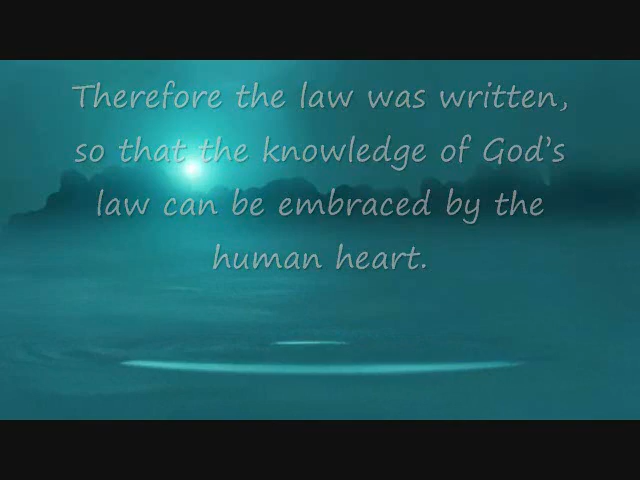 Therefore the law was written,
so that the knowledge of God's
law can be embraced by the
human heart.